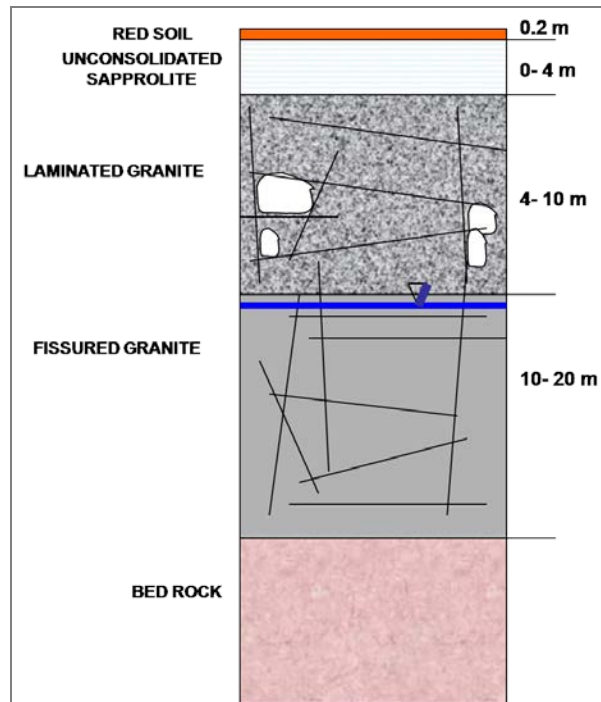 RED SOIL
0.2 m
UNCONSOLIDATED
SAPPROLITE
0- 4 m
LAMINATED GRANITE
4- 10 m
FISSURED GRANITE
10- 20 m
BED ROCK